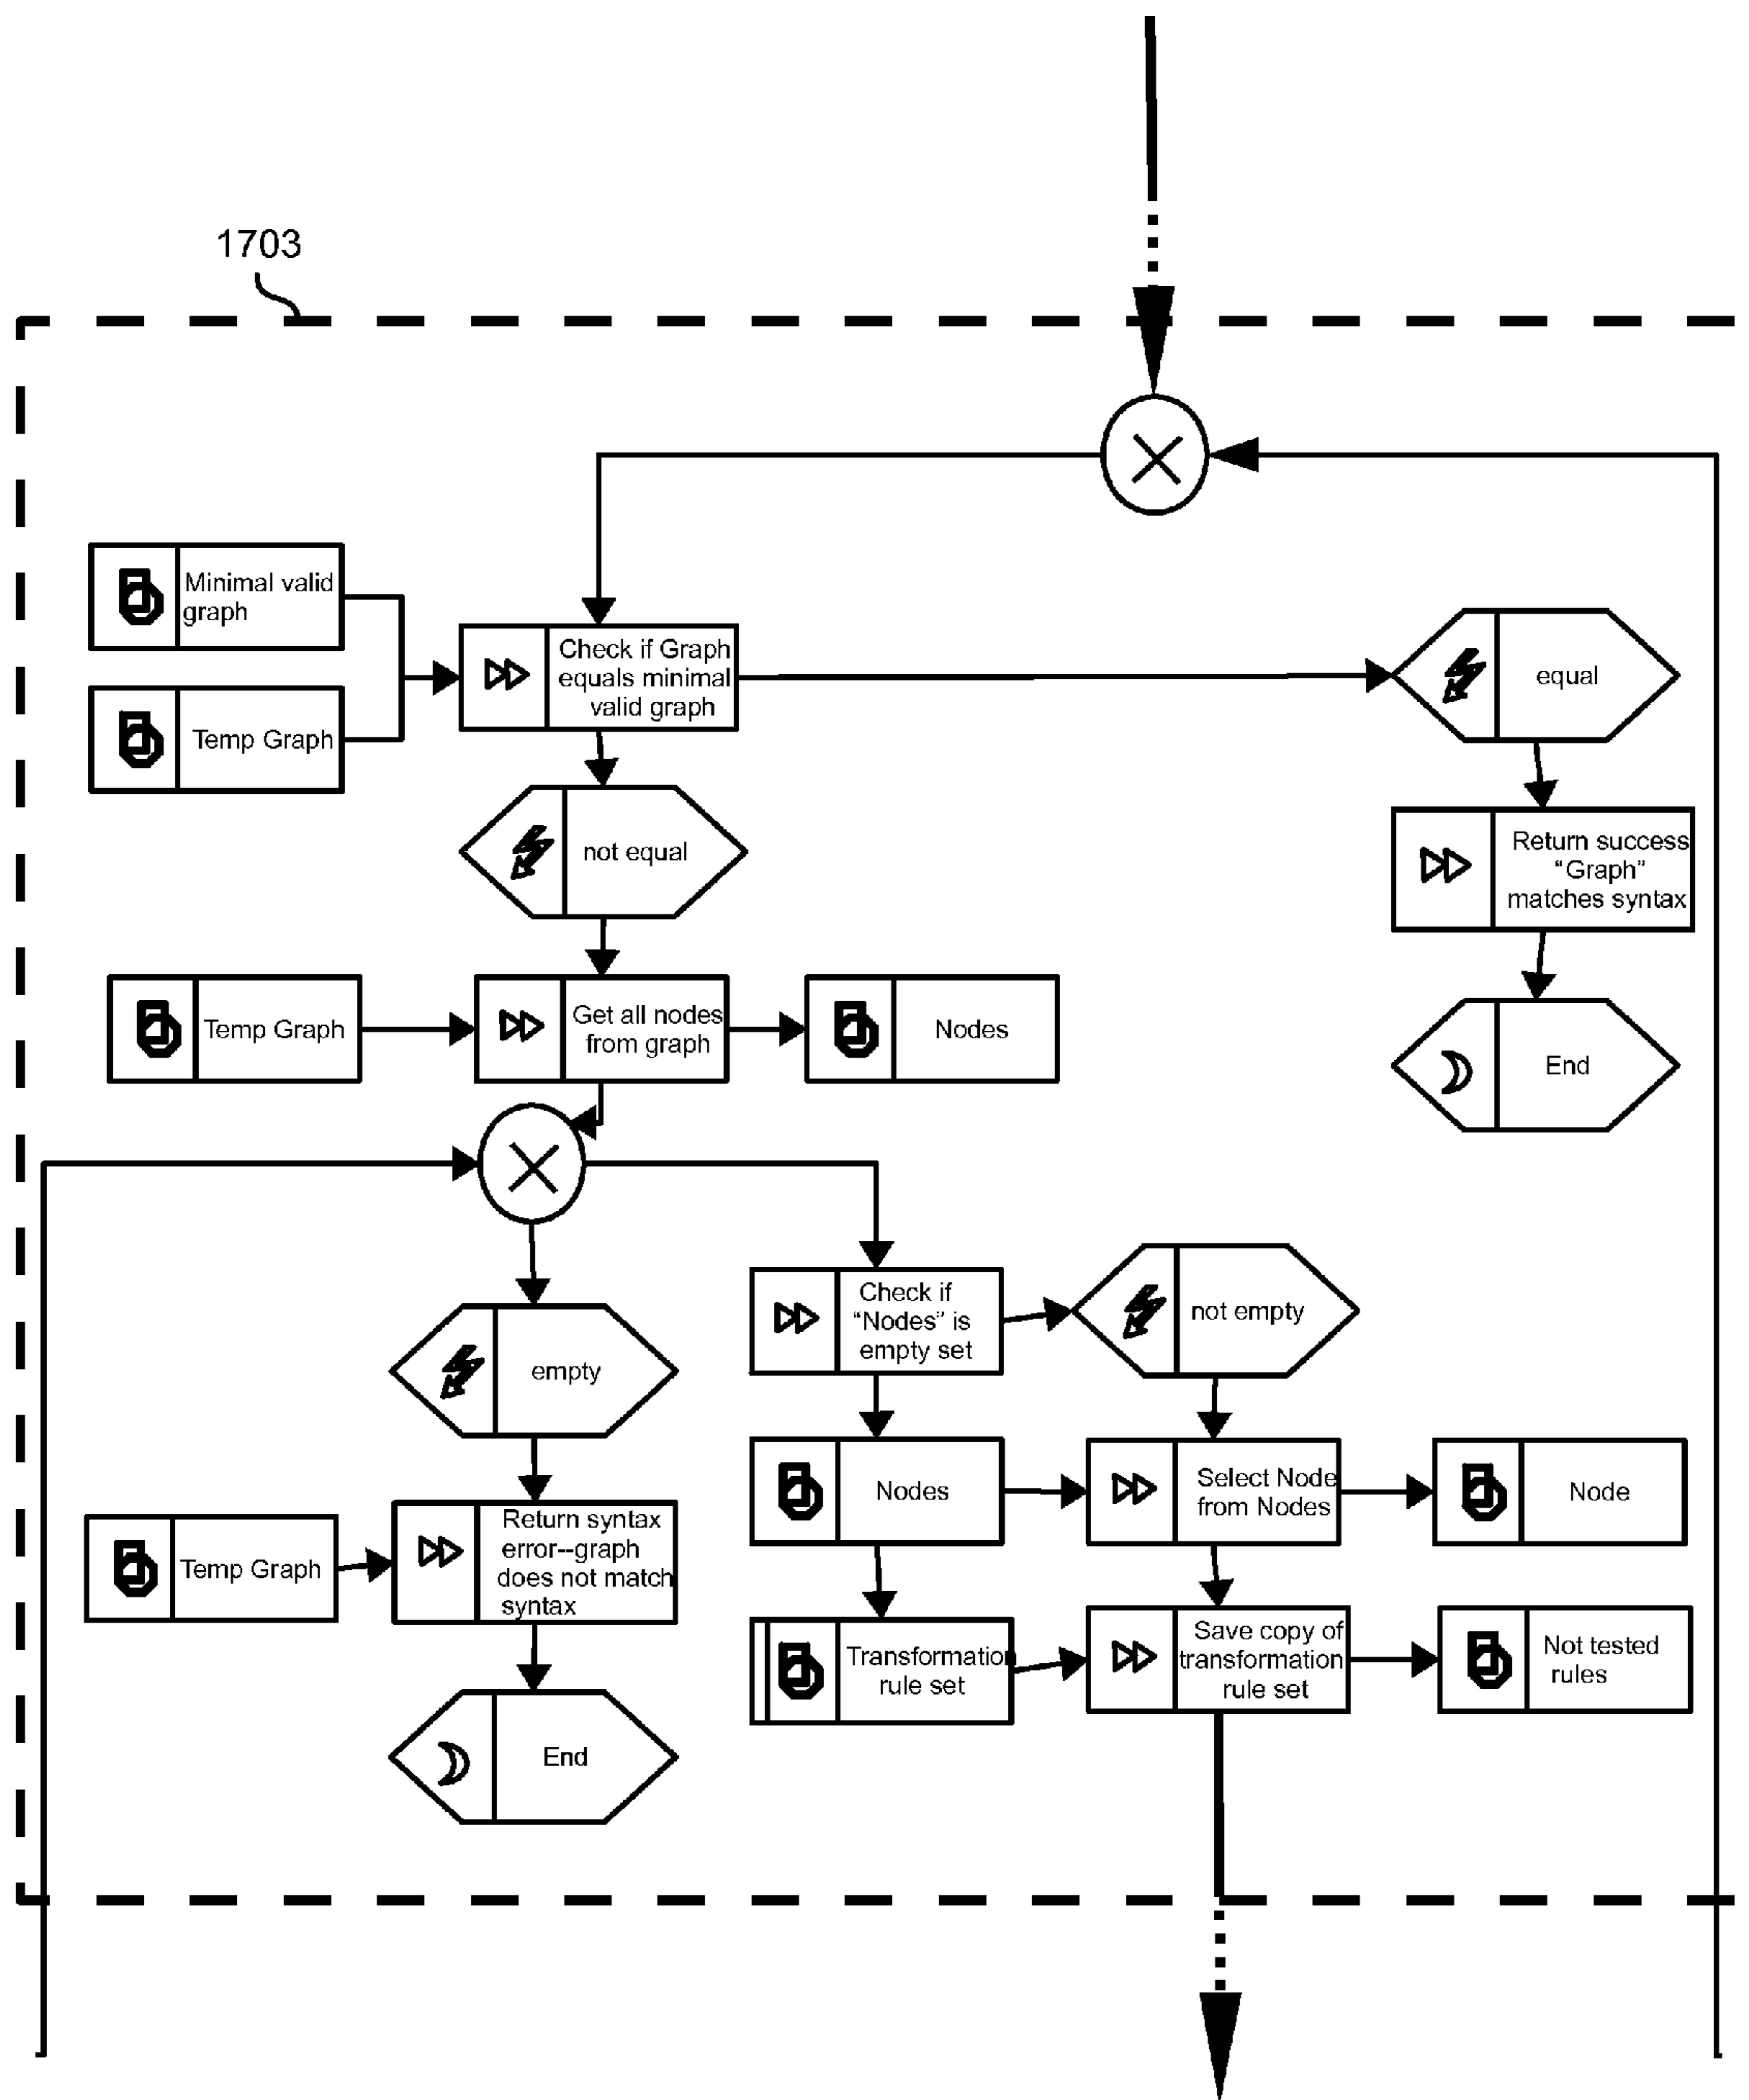 1703
Minimal valid
graph
Check if Graph
equals minimal
valid graph
equal
Temp Graph
not equal
Return success
“Graph”
matches syntax
Temp Graph
Get all nodes
from graph
Nodes
End
Check if
“Nodes” is
empty set
not empty
empty
Nodes
Select Node
from Nodes
Node
Temp Graph
Return syntax
error--graph
does not match
syntax
Transformation
rule set
Save copy of
transformation
rule set
Not tested
rules
End